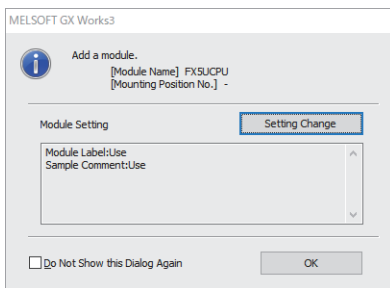 MELSOFT GX Works3
Add a module.
[Module Name] FX5UCPU
[Mounting Position No.] -
Module Setting
Setting Change
Module Label:Use
Sample Comment:Use
Do Not Show this Dialog Again
OK